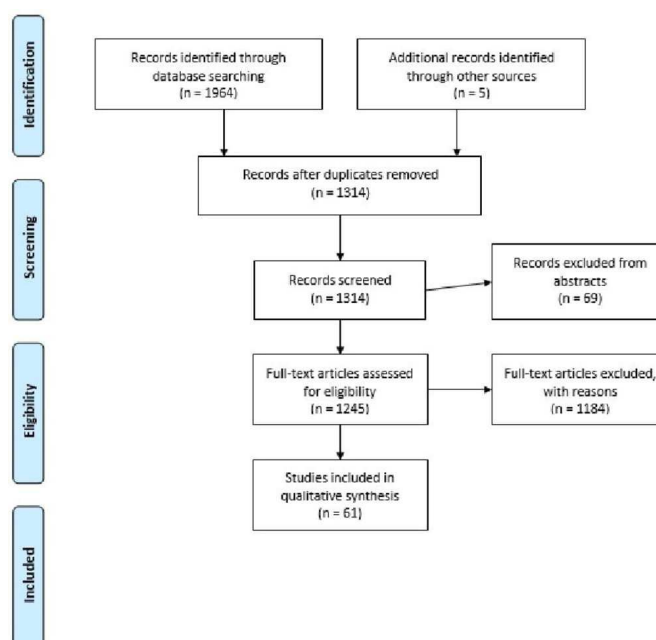 Identification
Records identified through
database searching
(n = 1964)
Additional records identified
through other sources
(n = 5)
Records after duplicates removed
(n = 1314)
Screening
Records screened
(n = 1314)
Records excluded from
abstracts
(n = 69)
Eligibility
Full-text articles assessed
for eligibility
n = 1245)
Full-text articles excluded,
with reasons
n = 1184)
Studies included in
qualitative synthesis
(n = 61)
Included